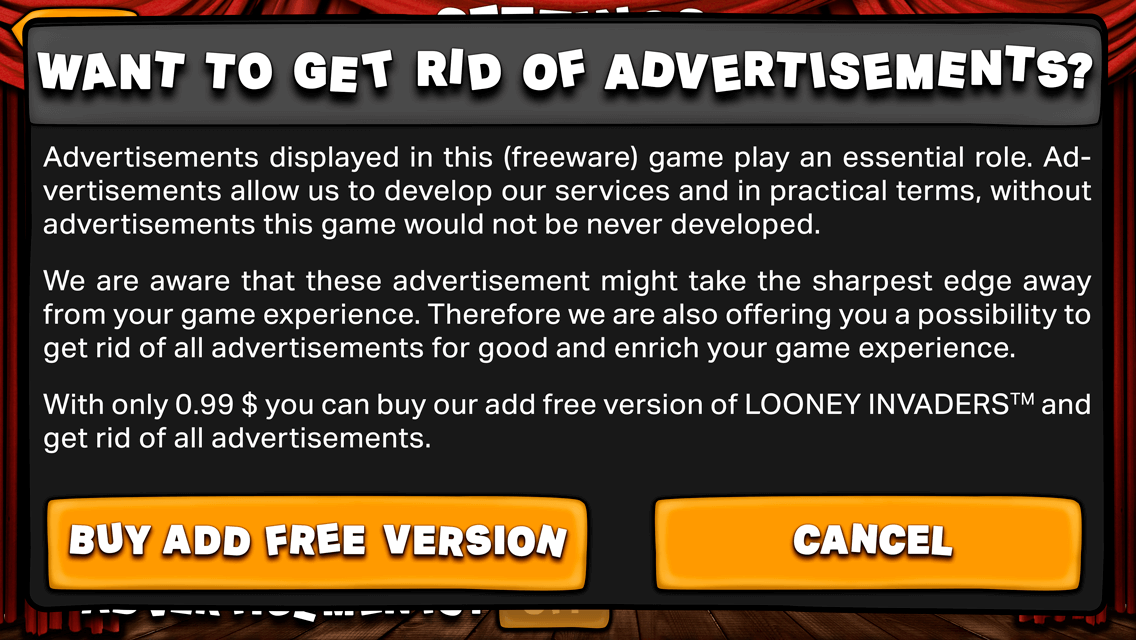 WANT TO GET RID OF ADVERTISEMENTS?
Advertisements displayed in this (freeware) game play an essential role. Ad-
vertisements allow us to develop our services and in practical terms, without
advertisements this game would not be never developed.
We are aware that these advertisement might take the sharpest edge away
from your game experience. Therefore we are also offering you a possibility to
get rid of all advertisements for good and enrich your game experience.
With only 0.99 $ you can buy our add free version of LOONEY INVADERS™ and
get rid of all advertisements.
BUY ADD FREE VERSION
CANCEL